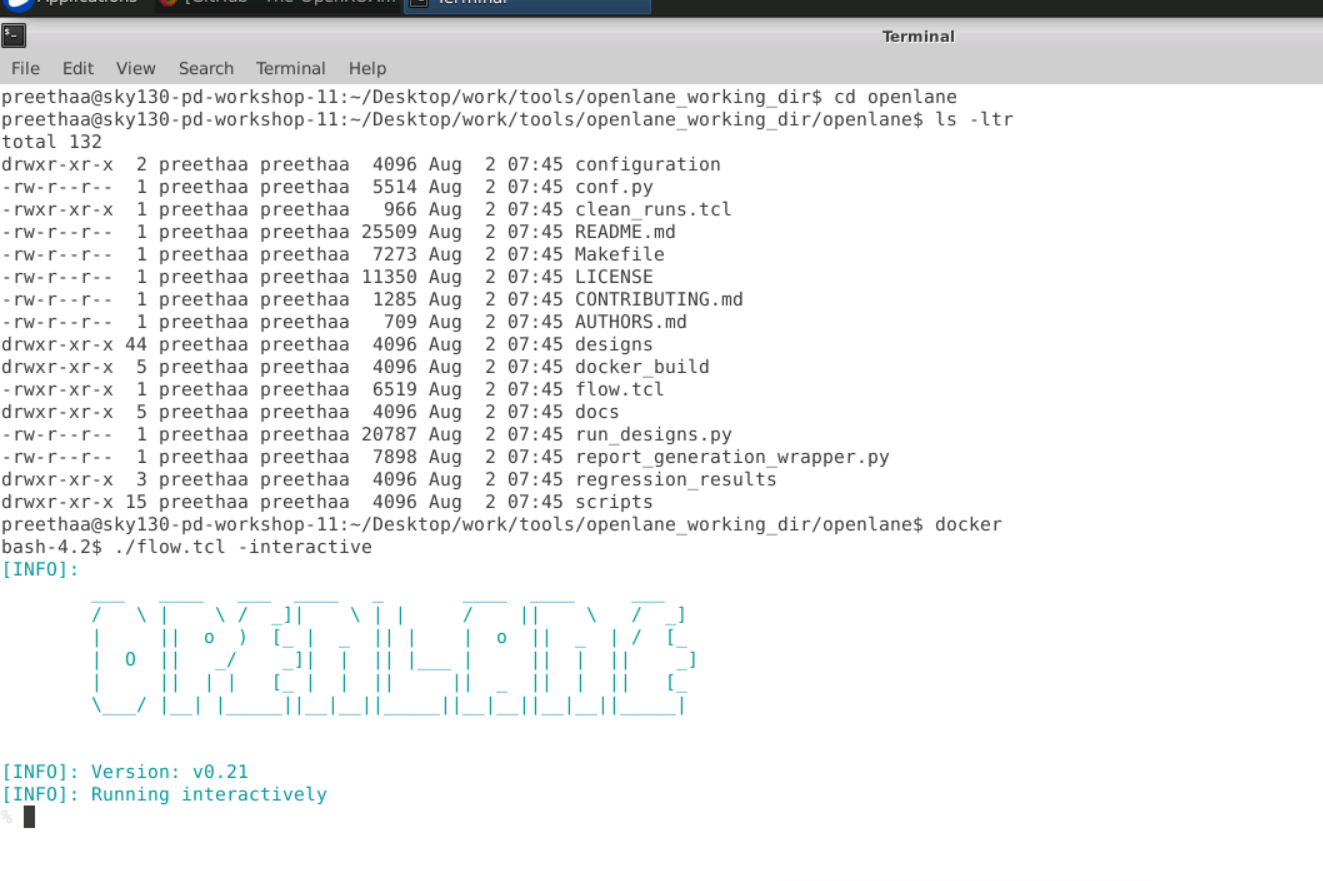 Applications [GitHub - The OpenROA... Terminal
Terminal
File Edit View Search Terminal Help
preethaa@sky130-pd-workshop-11:~/Desktop/work/tools/openlane_working_dir$ cd openlane
preethaa@sky130-pd-workshop-11:~/Desktop/work/tools/openlane_working_dir/openlane$ ls -ltr
total 132
drwxr-xr-x  2 preethaa preethaa  4096 Aug  2 07:45 configuration
-rw-r--r--  1 preethaa preethaa  5514 Aug  2 07:45 conf.py
-rwxr-xr-x  1 preethaa preethaa   966 Aug  2 07:45 clean_runs.tcl
-rw-r--r--  1 preethaa preethaa 25509 Aug  2 07:45 README.md
-rw-r--r--  1 preethaa preethaa  7273 Aug  2 07:45 Makefile
-rw-r--r--  1 preethaa preethaa 11350 Aug  2 07:45 LICENSE
-rw-r--r--  1 preethaa preethaa  1285 Aug  2 07:45 CONTRIBUTING.md
-rw-r--r--  1 preethaa preethaa   709 Aug  2 07:45 AUTHORS.md
drwxr-xr-x 44 preethaa preethaa  4096 Aug  2 07:45 designs
drwxr-xr-x  5 preethaa preethaa  4096 Aug  2 07:45 docker_build
-rwxr-xr-x  1 preethaa preethaa  6519 Aug  2 07:45 flow.tcl
drwxr-xr-x  5 preethaa preethaa  4096 Aug  2 07:45 docs
-rw-r--r--  1 preethaa preethaa 20787 Aug  2 07:45 run_designs.py
-rw-r--r--  1 preethaa preethaa  7898 Aug  2 07:45 report_generation_wrapper.py
drwxr-xr-x  3 preethaa preethaa  4096 Aug  2 07:45 regression_results
drwxr-xr-x 15 preethaa preethaa  4096 Aug  2 07:45 scripts
preethaa@sky130-pd-workshop-11:~/Desktop/work/tools/openlane_working_dir/openlane$ docker
bash-4.2$ ./flow.tcl -interactive
[INFO]:
OPENLANE
[INFO]: Version: v0.21
[INFO]: Running interactively
%